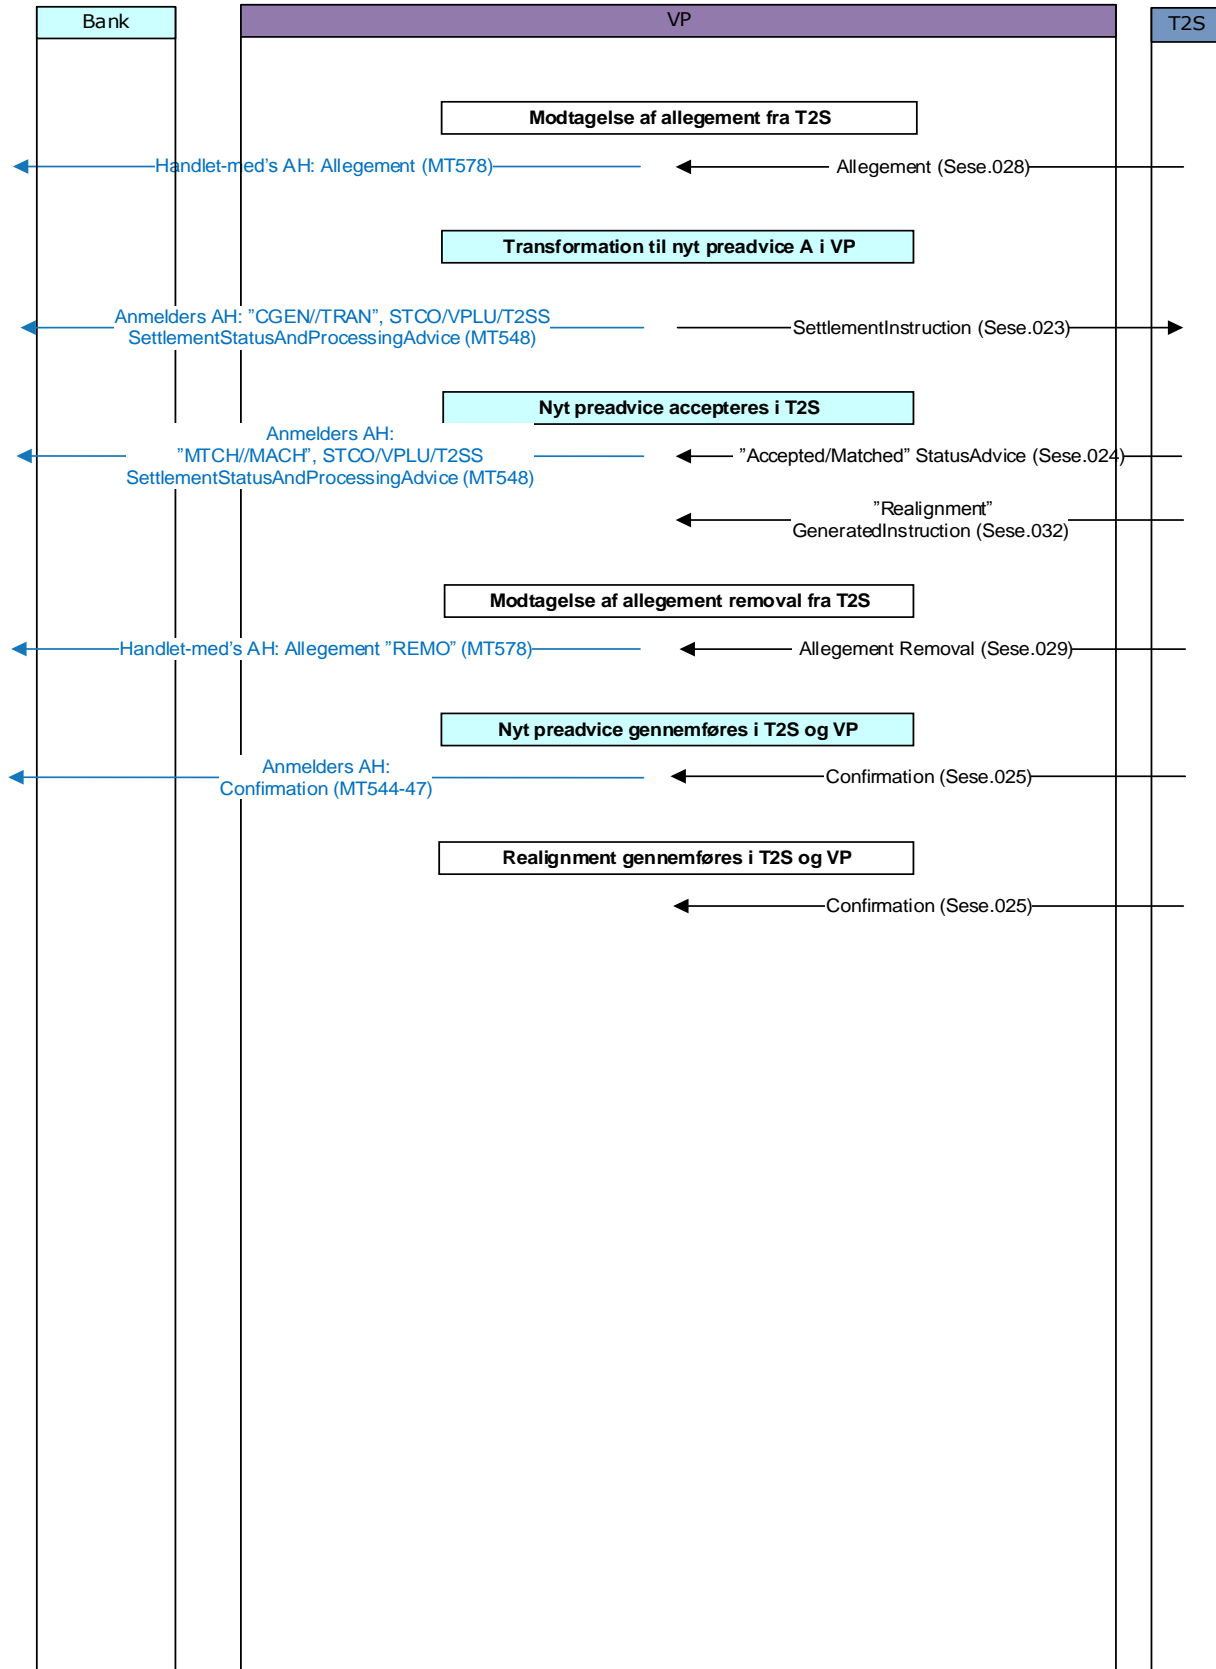 Bank
VP
T2S
Modtagelse af allegement fra T2S
Handlet-med's AH: Allegement (MT578)
Allegement (Sese.028)
Transformation til nyt preadvice A i VP
Anmelders AH: ”CGEN//TRAN”, STCO/VPLU/T2SS
SettlementStatusAndProcessingAdvice (MT548)
SettlementInstruction (Sese.023)
Nyt preadvice accepteres i T2S
Anmelders AH:
”MTCH//MACH”, STCO/VPLU/T2SS
SettlementStatusAndProcessingAdvice (MT548)
”Accepted/Matched” StatusAdvice (Sese.024)
”Realignment”
GeneratedInstruction (Sese.032)
Modtagelse af allegement removal fra T2S
Handlet-med’s AH: Allegement ”REMO” (MT578)
Allegement Removal (Sese.029)
Nyt preadvice gennemføres i T2S og VP
Anmelders AH:
Confirmation (MT544-47)
Confirmation (Sese.025)
Realignment gennemføres i T2S og VP
Confirmation (Sese.025)